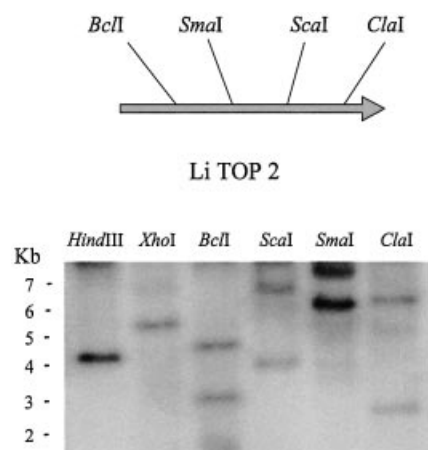 BclI SmaI ScaI ClaI
Li TOP 2
HindIII XhoI BclI ScaI SmaI ClaI
Kb
7 -
6 -
5 -
4 -
3 -
2 -